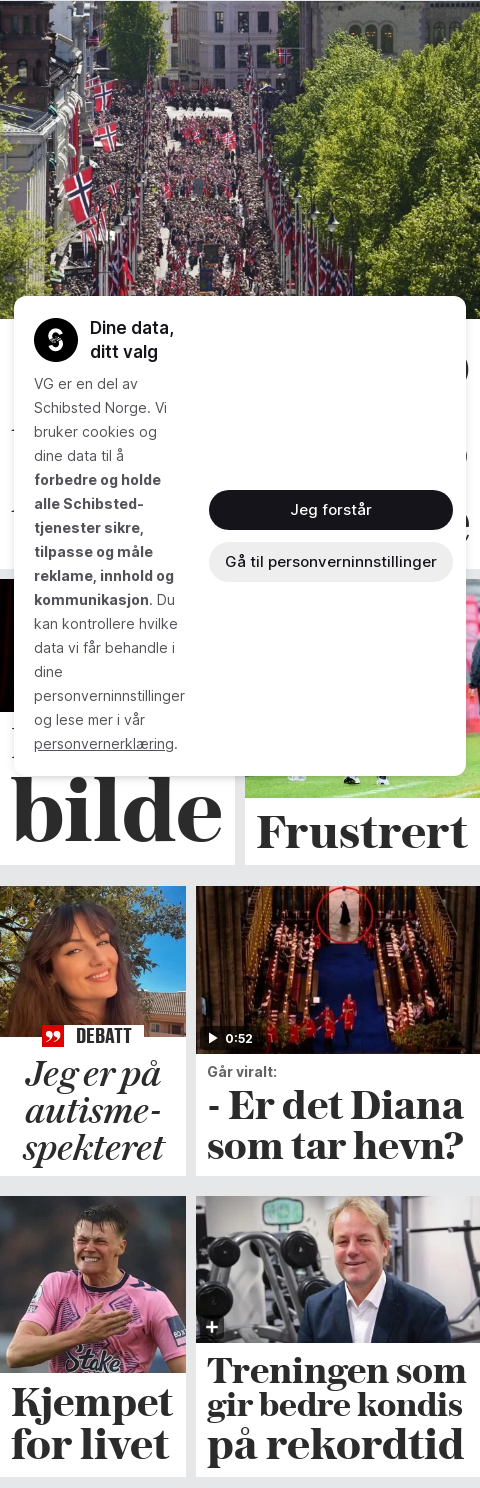 Dine data,
ditt valg
VG er en del av
Schibsted Norge. Vi
bruker cookies og
dine data til å
forbedre og holde
alle Schibsted-
tjenester sikre,
tilpasse og måle
reklame, innhold og
kommunikasjon. Du
kan kontrollere hvilke
data vi får behandle i
dine
personverninnstillinger
og lese mer i vår
personvernerklæring.
Jeg forstår
Gå til personverninnstillinger
bilde
Frustrert
DEBATT
Jeg er på
autisme-
spekteret
0:52
Går viralt:
- Er det Diana
som tar hevn?
Stake
Kjempet
for livet
Treningen som
gir bedre kondis
på rekordtid